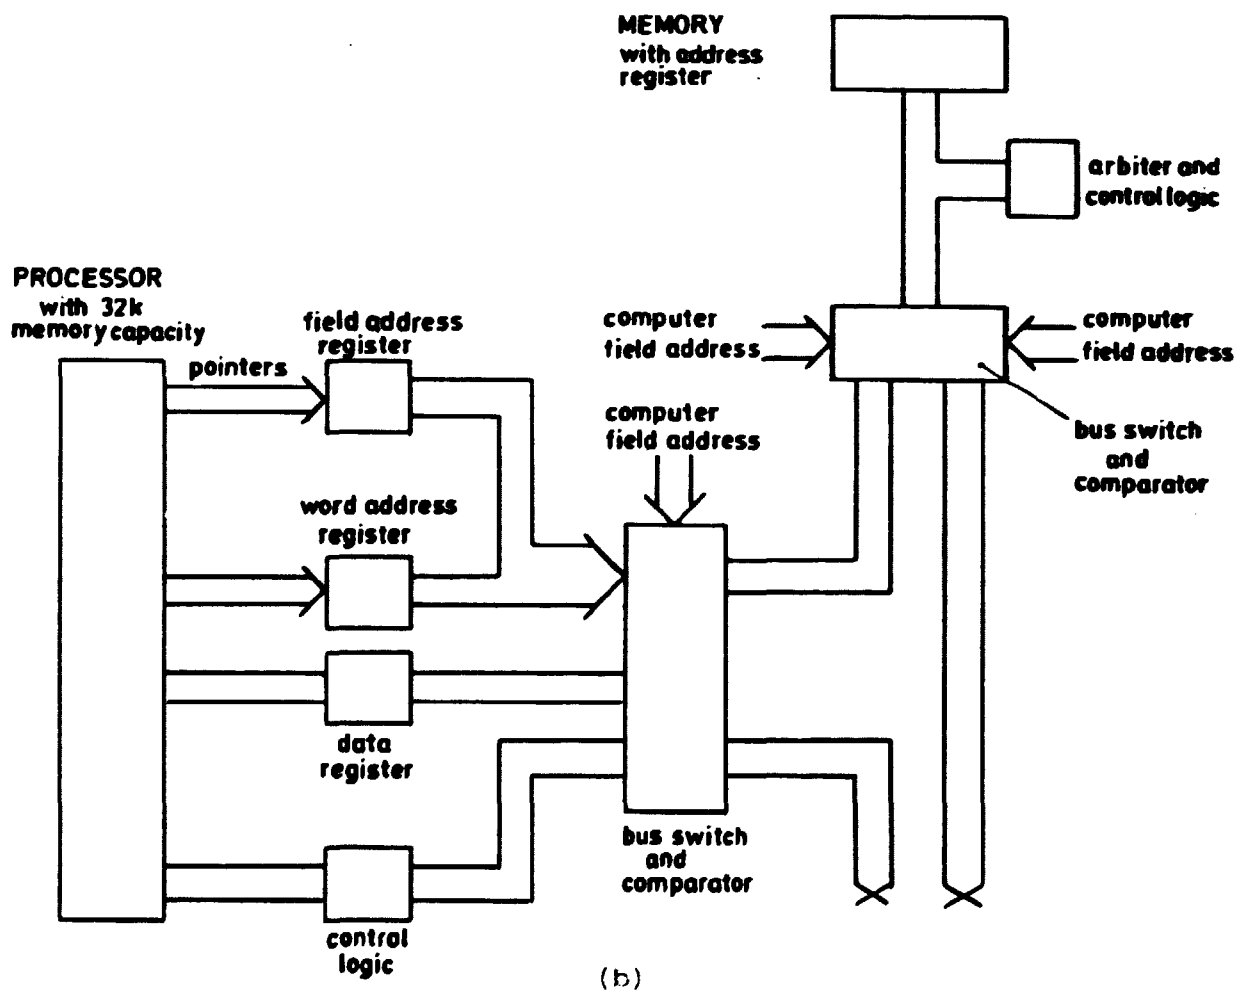 MEMORY
with address
register
arbiter and
control logic
PROCESSOR
with 32k
memory capacity
field address
register
pointers
computer
field address
computer
field address
computer
field address
bus switch
and
comparator
word address
register
data
register
bus switch
and
comparator
control
logic
(b)